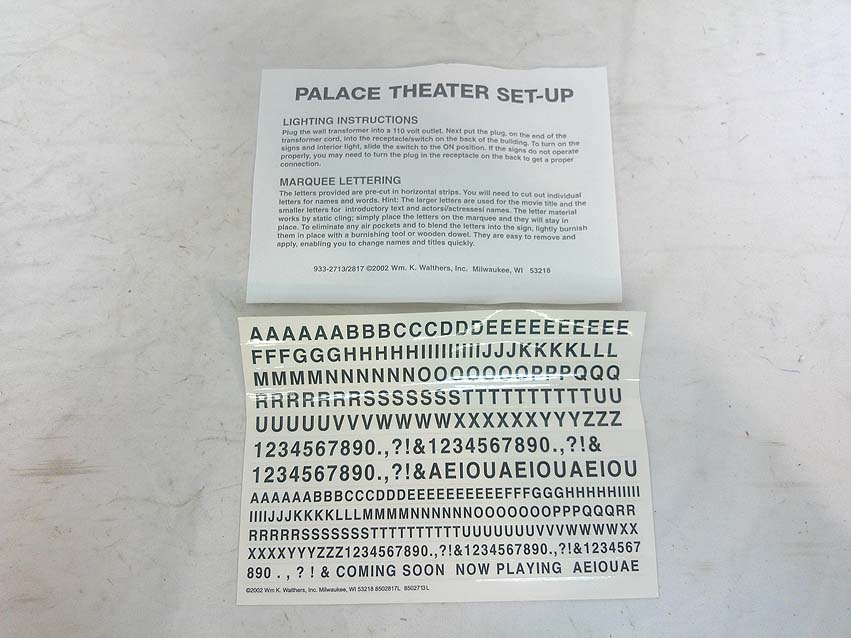 PALACE THEATER SET-UP
LIGHTING INSTRUCTIONS
Plug the wall transformer into a 110 volt outlet. Next put the plug, on the end of the
transformer cord, into the receptacle/switch on the back of the building. To turn on the
signs and interior light, slide the switch to the ON position. If the signs do not operate
properly, you may need to turn the plug in the receptacle on the back to get a proper
connection.
MARQUEE LETTERING
The letters provided are pre-cut in horizontal strips. You will need to cut out individual
letters for names and words. Hint: The larger letters are used for the movie title and the
smaller letters for introductory text and actorsí/actressesí names. The letter material
works by static cling; simply place the letters on the marquee and they will stay in
place. To eliminate any air pockets and to blend the letters into the sign, lightly burnish
them in place with a burnishing tool or wooden dowel. They are easy to remove and
apply, enabling you to change names and titles quickly.
933-2713/2817 ©2002 Wm. K. Walthers, Inc. Milwaukee, WI 53218
AAAAAABBBCCCDDDEEEEEEEEEEE
FFFGGGHHHHHIIIIIIIIIIJJJKKKKLLL
MMMMNNNNNNOOOOOOOPPPQQQ
RRRRRRRSSSSSSSTTTTTTTTTTUU
UUUUUVVVWWWWXXXXXXYYYZZZ
1234567890.,?!&1234567890.,?!&
1234567890.,?!&AEIOUAEIOUAEIOU
AAAAAABBBCCCDDDEEEEEEEEEEFFFGGGHHHHHIIIII
IIIIJJJKKKKLLLMMMMNNNNNNOOOOOOOPPPQQQRR
RRRRRSSSSSSSTTTTTTTTTTUUUUUUUVVVWWWWXX
XXXXYYYZZZ1234567890.,?!&1234567890.,?!&1234567
890 . , ? ! & COMING SOON NOW PLAYING AEIOUAE
©2002 Wm K. Walthers, Inc. Milwaukee, WI 53218 8502817L 8502713L